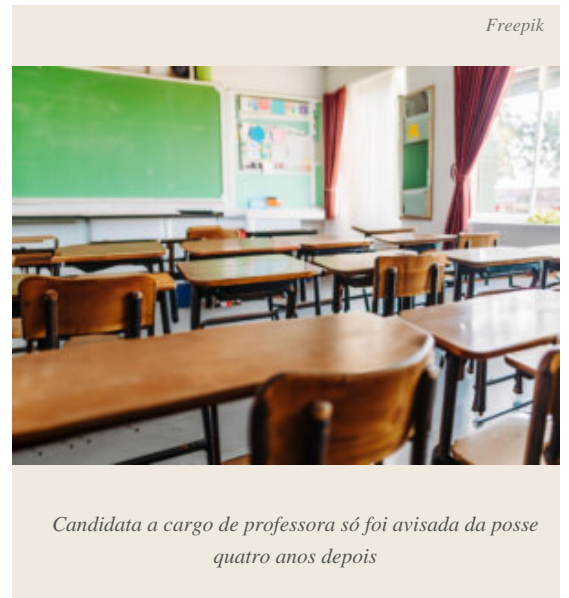 Freepik
Candidata a cargo de professora só foi avisada da posse
quatro anos depois